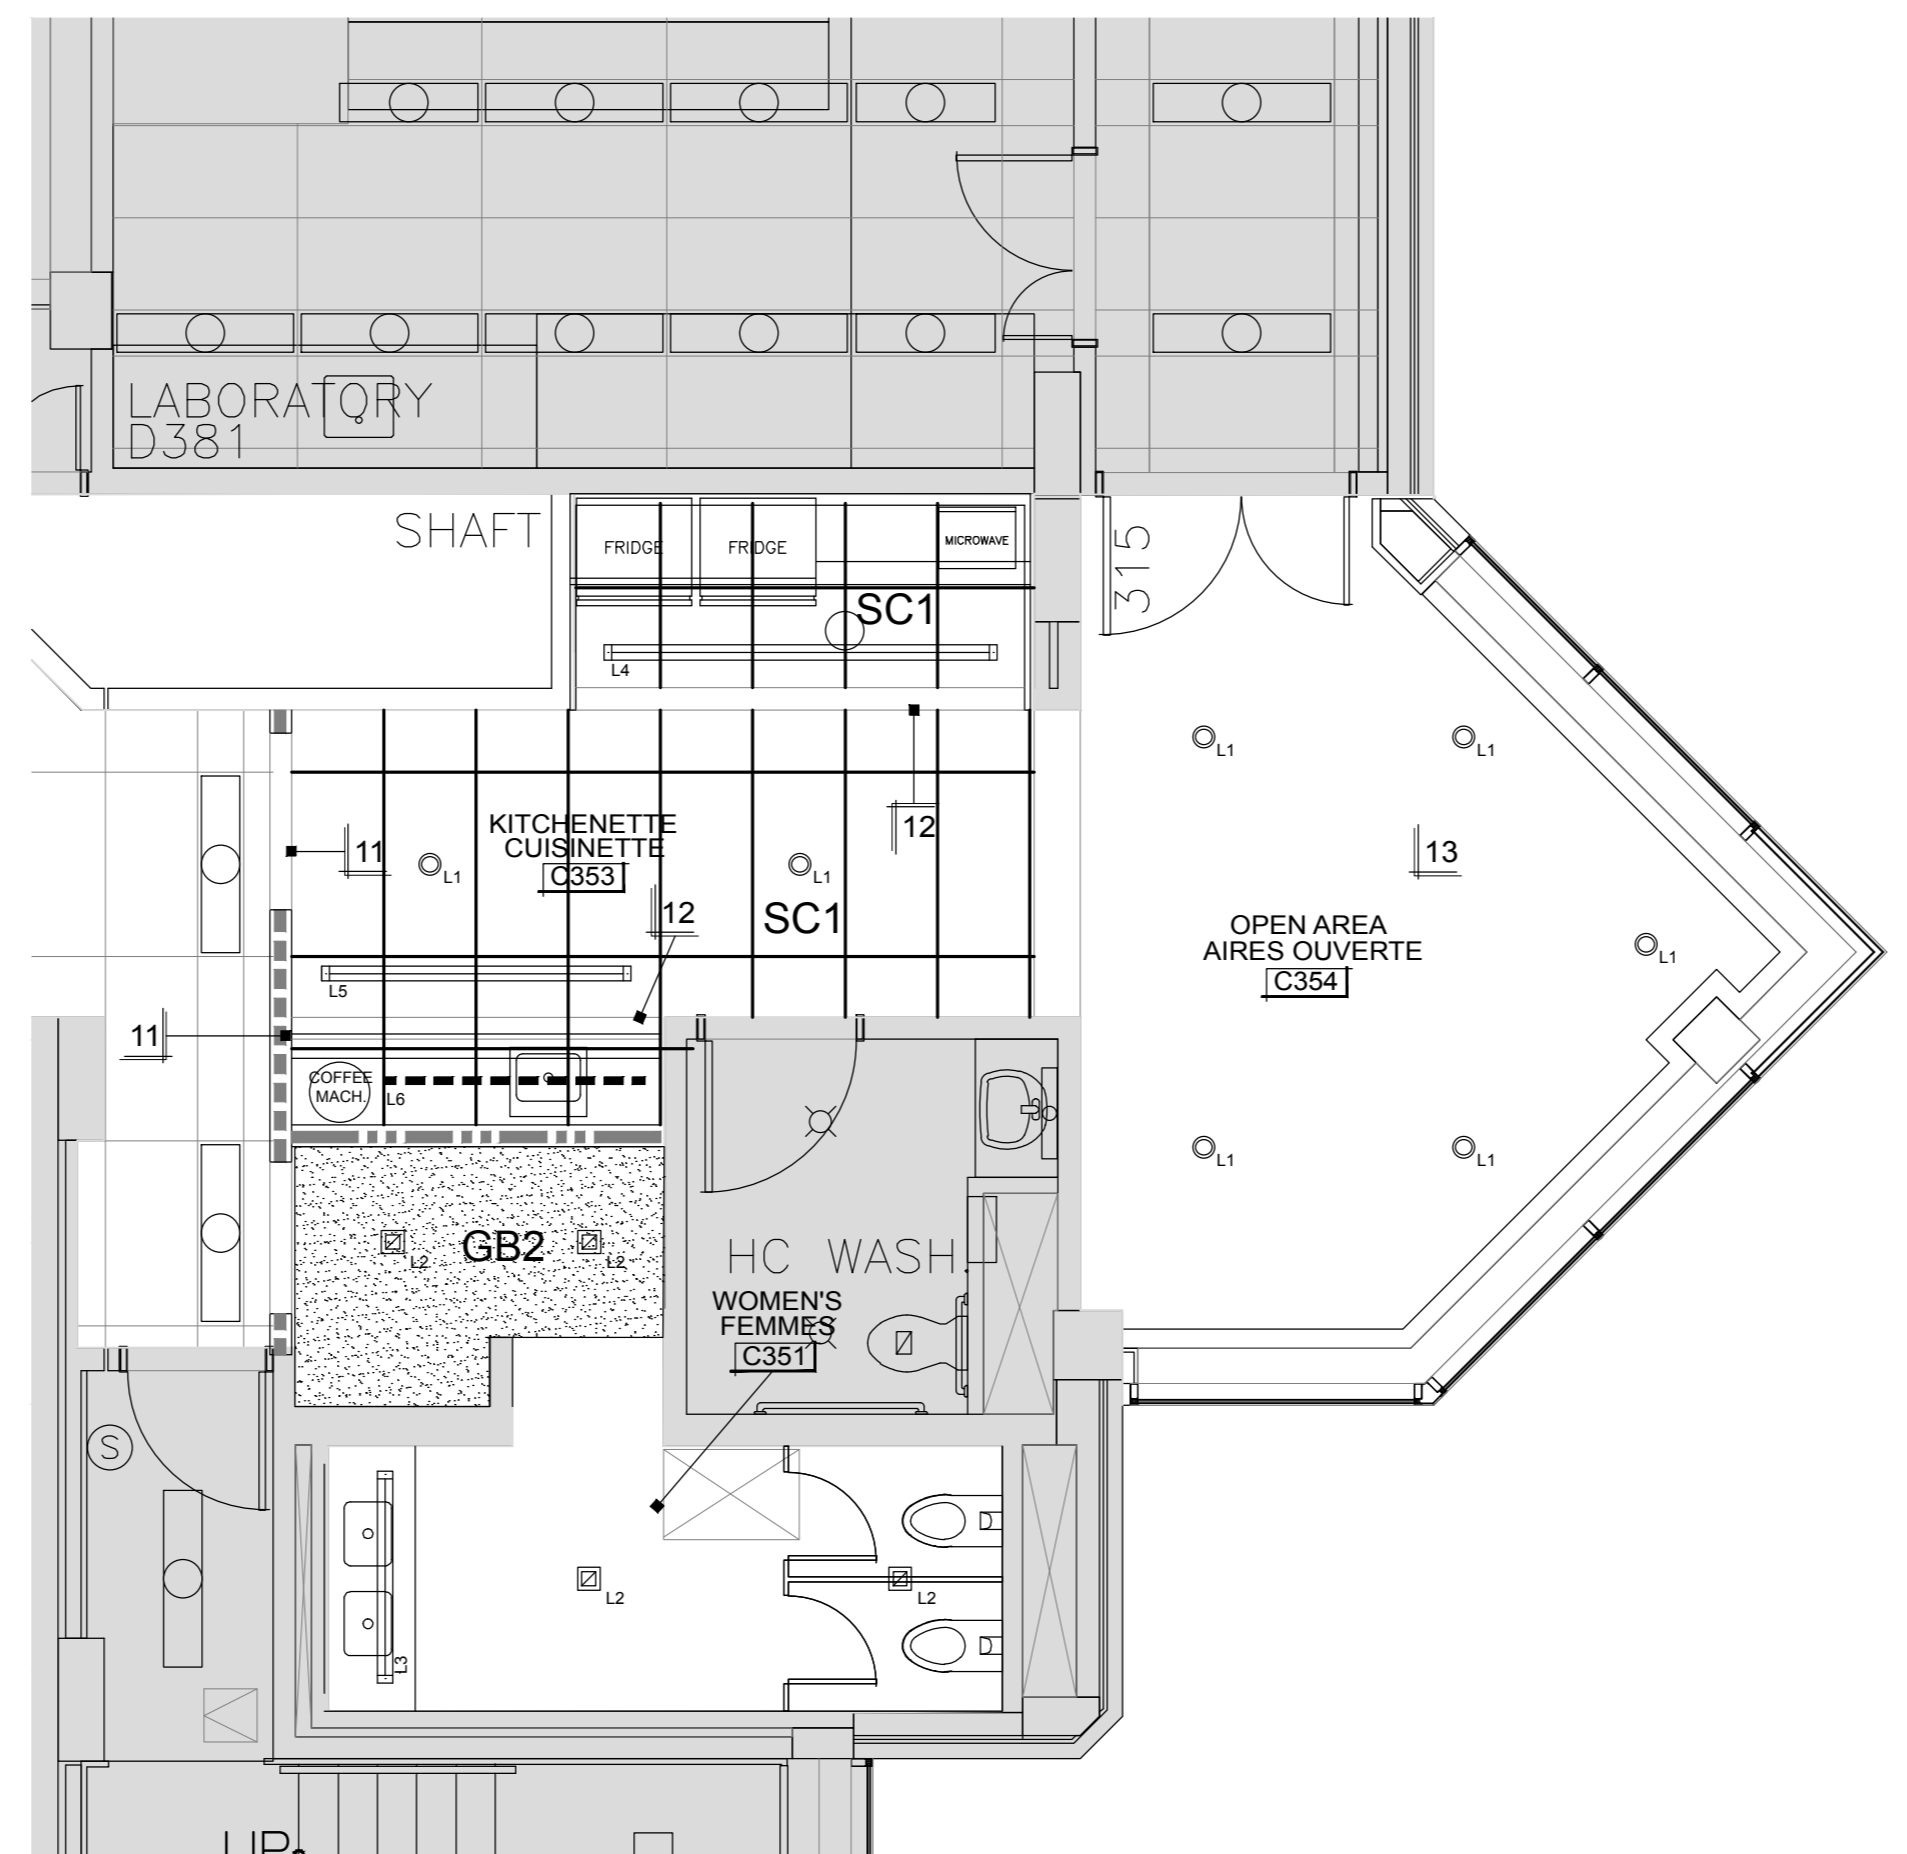 LABORATORY
D381
SHAFT
FRIDGE
FRIDGE
MICROWAVE
315
SC1
L4
L1
L1
12
KITCHENETTE
CUISINETTE
C353
11
L1
L1
13
12
SC1
OPEN AREA
AIRES OUVERTE
C354
L1
L5
11
COFFEE
MACH.
L6
L1
L1
GB2
L2
L2
HC WASH.
WOMEN'S
FEMMES
C351
S
L2
L2
L3
UP